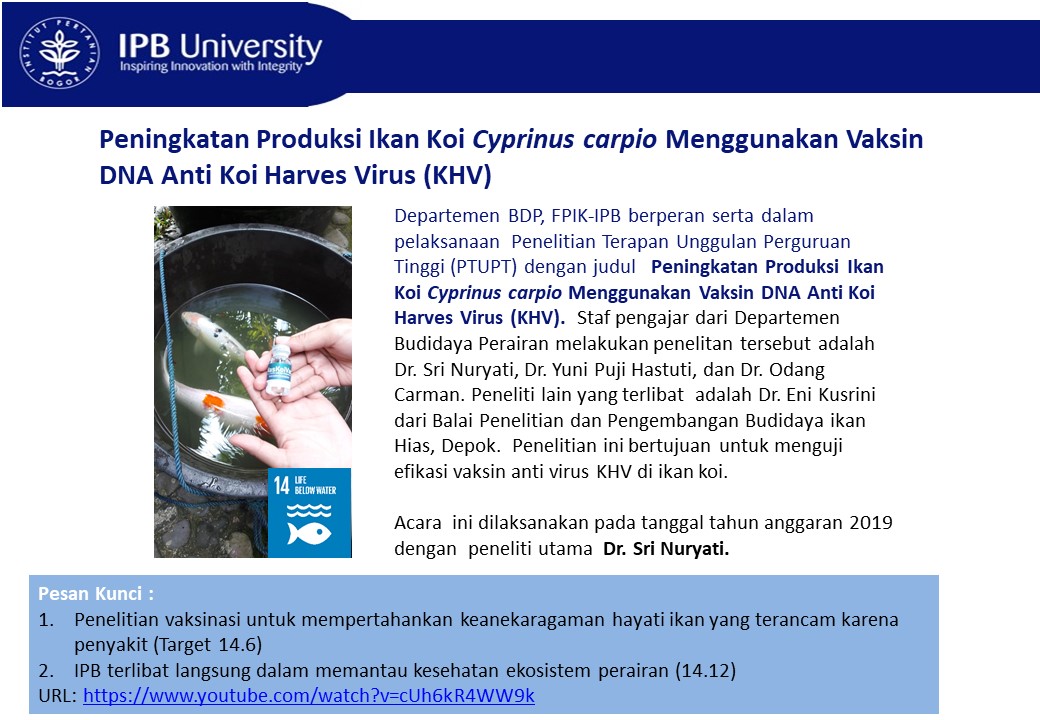 INSTITUT PERTANIAN BOGOR
IPB University
Inspiring Innovation with Integrity
Peningkatan Produksi Ikan Koi Cyprinus carpio Menggunakan Vaksin
DNA Anti Koi Harves Virus (KHV)
Departemen BDP, FPIK-IPB berperan serta dalam
pelaksanaan Penelitian Terapan Unggulan Perguruan
Tinggi (PTUPT) dengan judul Peningkatan Produksi Ikan
Koi Cyprinus carpio Menggunakan Vaksin DNA Anti Koi
Harves Virus (KHV). Staf pengajar dari Departemen
Budidaya Perairan melakukan penelitan tersebut adalah
Dr. Sri Nuryati, Dr. Yuni Puji Hastuti, dan Dr. Odang
Carman. Peneliti lain yang terlibat adalah Dr. Eni Kusrini
dari Balai Penelitian dan Pengembangan Budidaya ikan
Hias, Depok. Penelitian ini bertujuan untuk menguji
efikasi vaksin anti virus KHV di ikan koi.
14 LIFE
BELOW WATER
Acara ini dilaksanakan pada tanggal tahun anggaran 2019
dengan peneliti utama Dr. Sri Nuryati.
Pesan Kunci :
1. Penelitian vaksinasi untuk mempertahankan keanekaragaman hayati ikan yang terancam karena
penyakit (Target 14.6)
2. IPB terlibat langsung dalam memantau kesehatan ekosistem perairan (14.12)
URL: https://www.youtube.com/watch?v=cUh6kR4WW9k